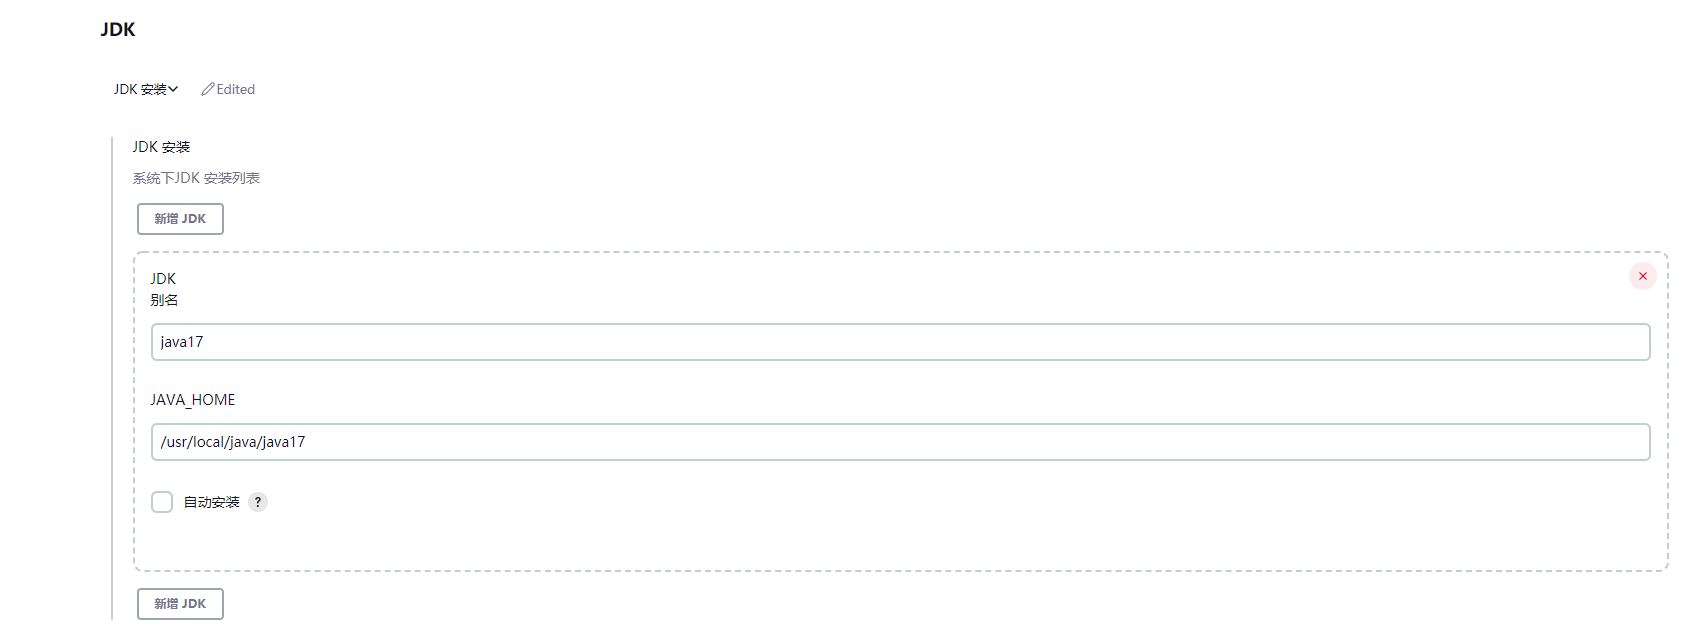 JDK
JDK 安装 Edited
JDK 安装
系统下JDK 安装列表
新增 JDK
JDK
别名
java17
JAVA_HOME
/usr/local/java/java17
自动安装 ?
新增 JDK